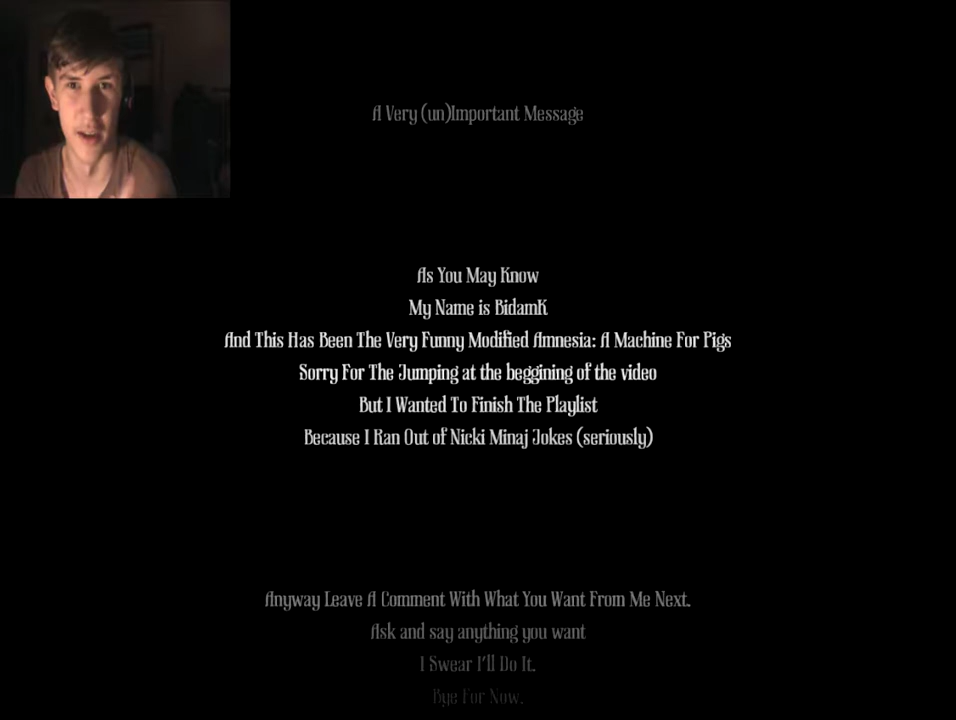 A Very (un)Important Message
As You May Know
My Name is BidamK
And This Has Been The Very Funny Modified Amnesia: A Machine For Pigs
Sorry For The Jumping at the beggining of the video
But I Wanted To Finish The Playlist
Because I Ran Out of Nicki Minaj Jokes (seriously)
Anyway Leave A Comment With What You Want From Me Next.
Ask and say anything you want
I Swear I'll Do It.
Bye For Now.